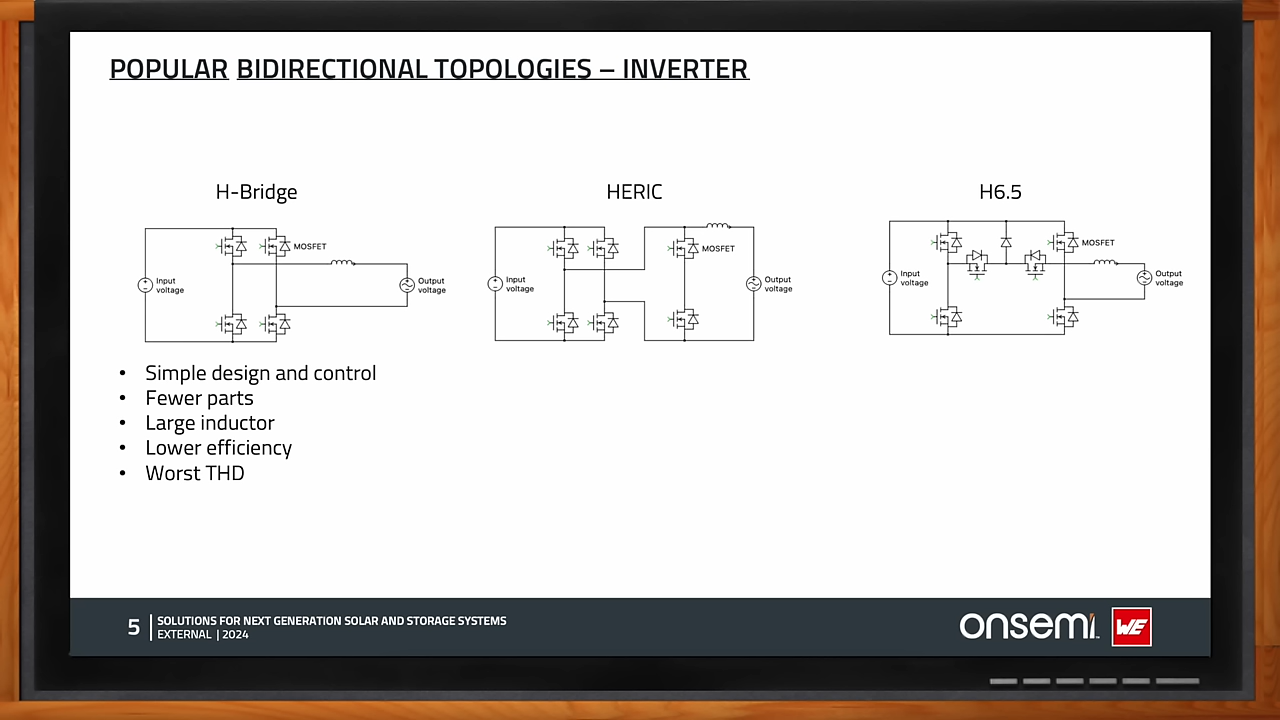 POPULAR BIDIRECTIONAL TOPOLOGIES – INVERTER
H-Bridge
MOSFET
Input
voltage
Output
voltage
HERIC
MOSFET
Input
voltage
Output
voltage
H6.5
MOSFET
Input
voltage
Output
voltage
• Simple design and control
• Fewer parts
• Large inductor
• Lower efficiency
• Worst THD
5
SOLUTIONS FOR NEXT GENERATION SOLAR AND STORAGE SYSTEMS
EXTERNAL | 2024
onsemi
WE